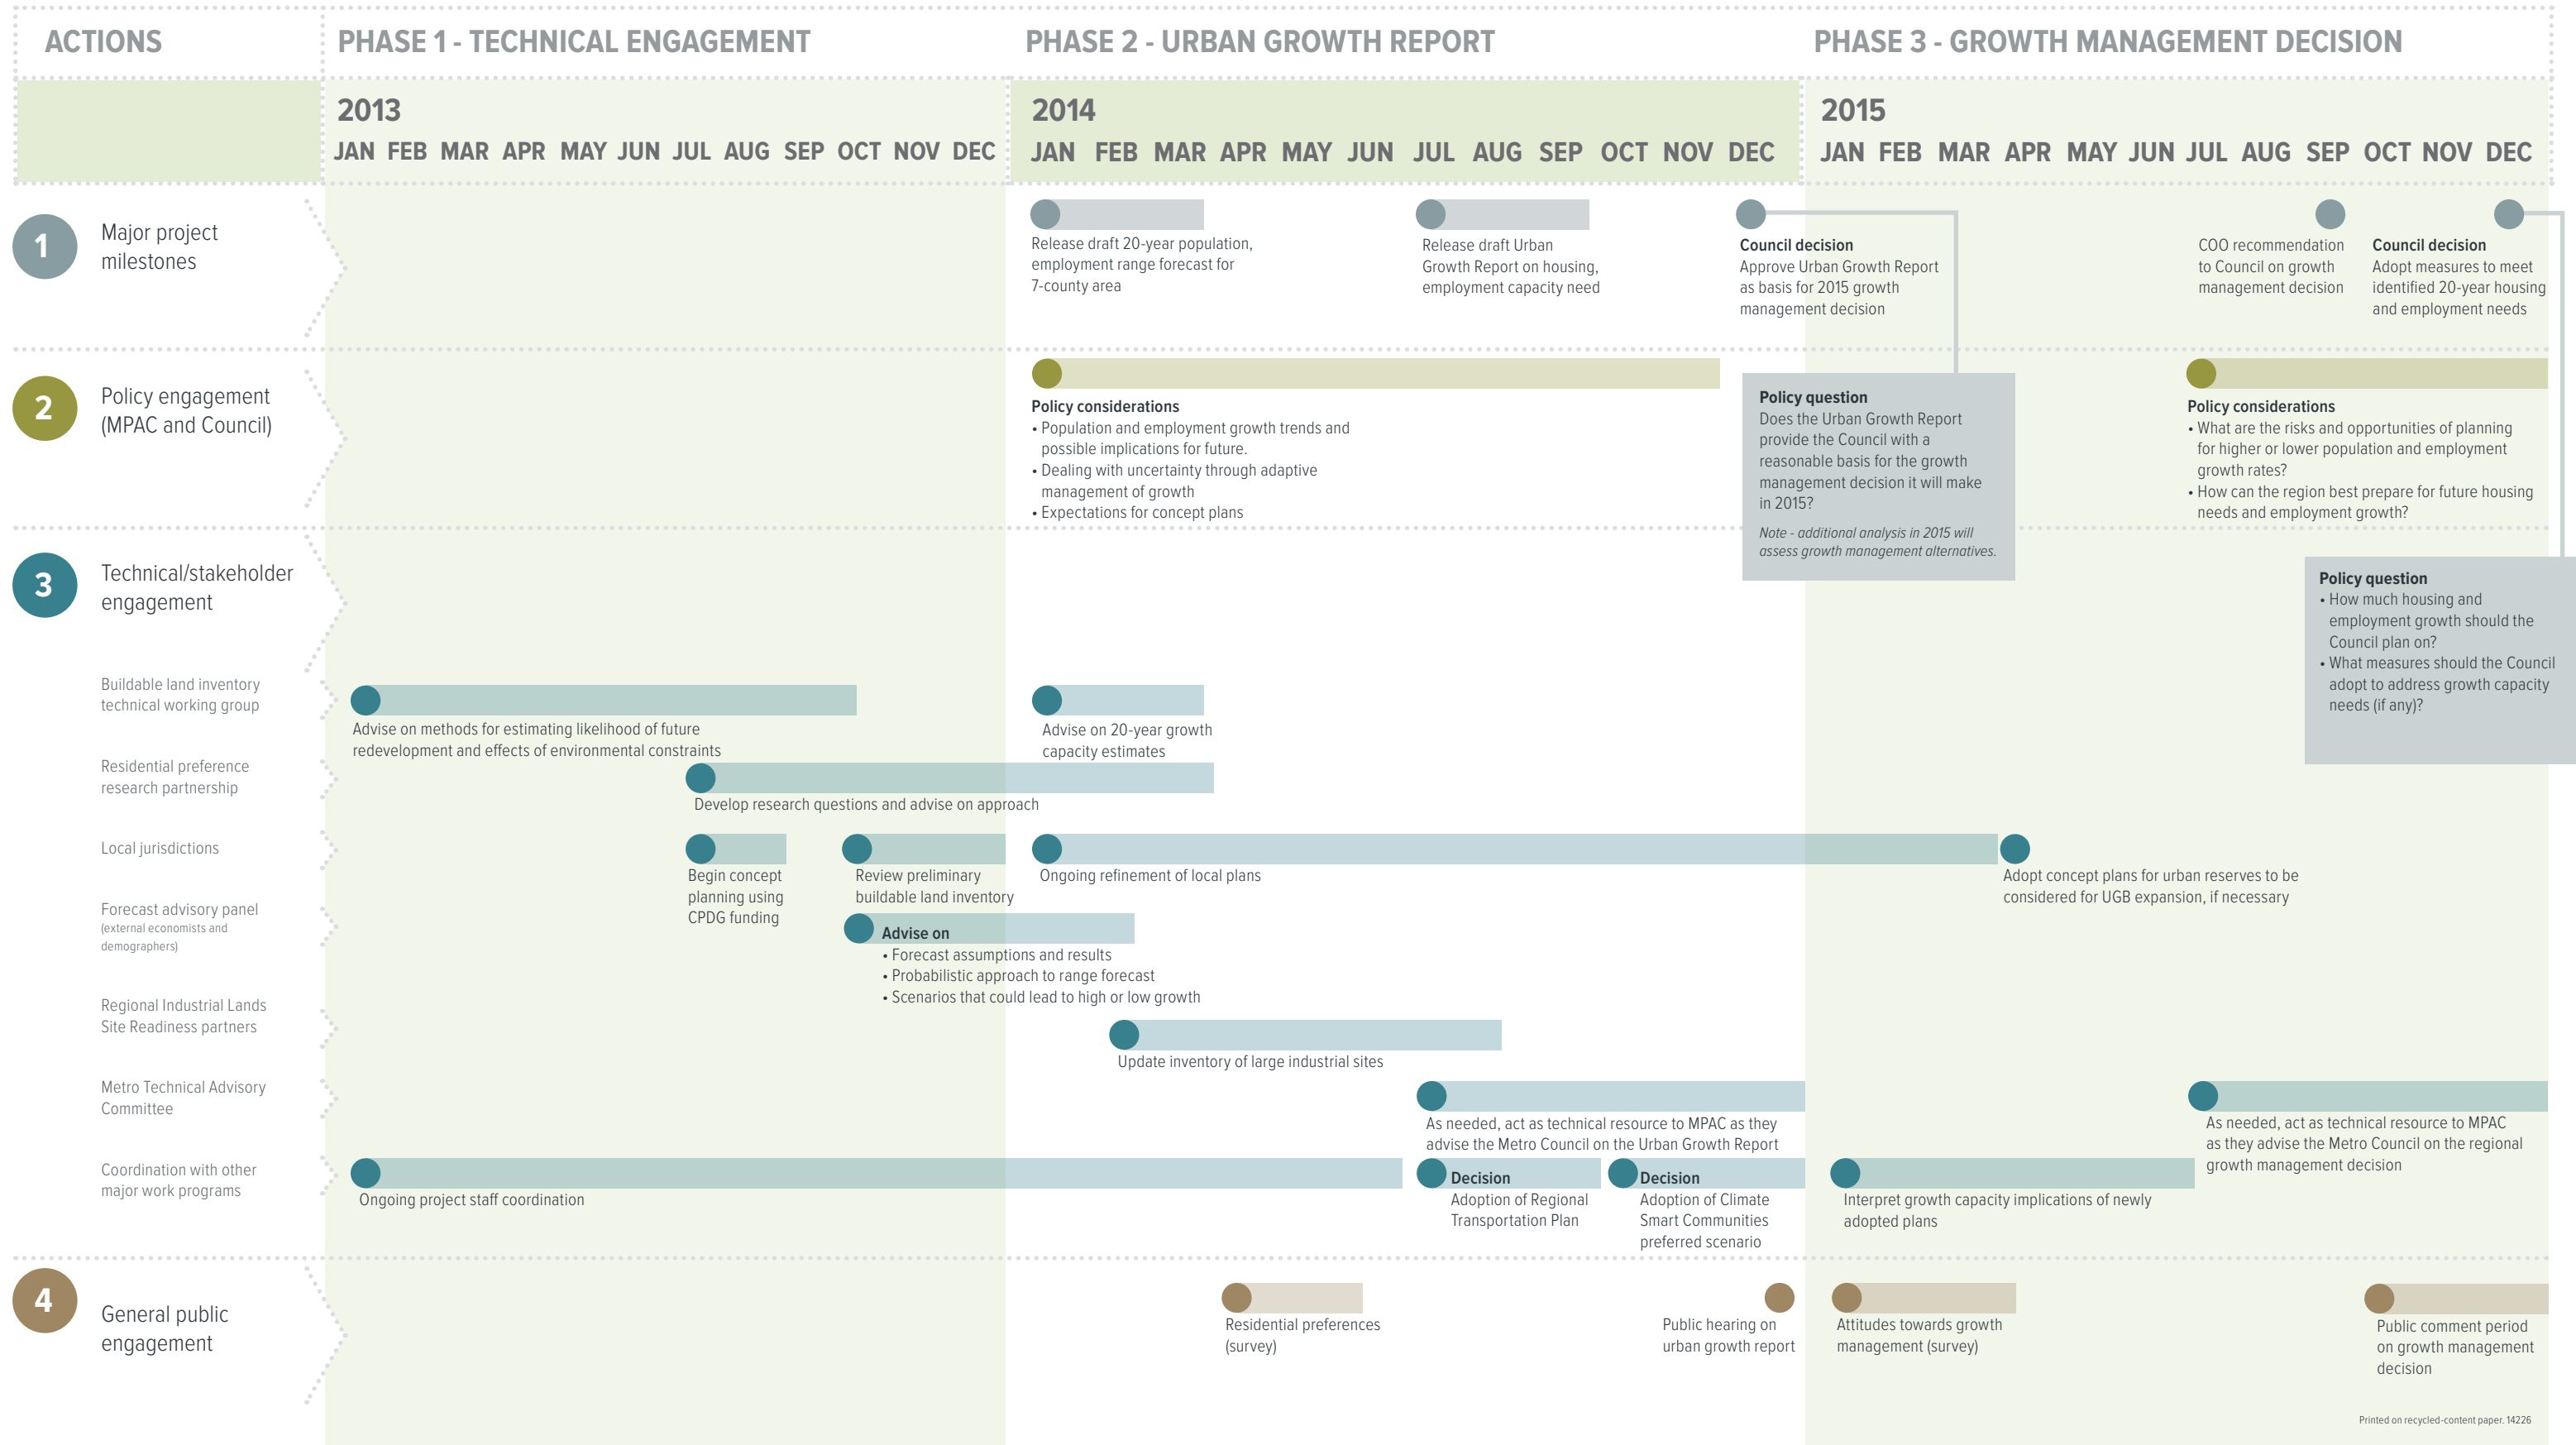 ACTIONS
PHASE 1 - TECHNICAL ENGAGEMENT
PHASE 2 - URBAN GROWTH REPORT
PHASE 3 - GROWTH MANAGEMENT DECISION
2013
JAN FEB MAR APR MAY JUN JUL AUG SEP OCT NOV DEC
2014
JAN FEB MAR APR MAY JUN JUL AUG SEP OCT NOV DEC
2015
JAN FEB MAR APR MAY JUN JUL AUG SEP OCT NOV DEC
1
Major project
milestones
Release draft 20-year population,
employment range forecast for
7-county area
Release draft Urban
Growth Report on housing,
employment capacity need
Council decision
Approve Urban Growth Report
as basis for 2015 growth
management decision
COO recommendation
to Council on growth
management decision
Council decision
Adopt measures to meet
identified 20-year housing
and employment needs
2
Policy engagement
(MPAC and Council)
Policy considerations
• Population and employment growth trends and
possible implications for future.
• Dealing with uncertainty through adaptive
management of growth
• Expectations for concept plans
Policy question
Does the Urban Growth Report
provide the Council with a
reasonable basis for the growth
management decision it will make
in 2015?
Note - additional analysis in 2015 will
assess growth management alternatives.
Policy considerations
• What are the risks and opportunities of planning
for higher or lower population and employment
growth rates?
• How can the region best prepare for future housing
needs and employment growth?
3
Technical/stakeholder
engagement
Policy question
• How much housing and
employment growth should the
Council plan on?
• What measures should the Council
adopt to address growth capacity
needs (if any)?
Buildable land inventory
technical working group
Advise on methods for estimating likelihood of future
redevelopment and effects of environmental constraints
Advise on 20-year growth
capacity estimates
Residential preference
research partnership
Develop research questions and advise on approach
Local jurisdictions
Begin concept
planning using
CPDG funding
Review preliminary
buildable land inventory
Ongoing refinement of local plans
Adopt concept plans for urban reserves to be
considered for UGB expansion, if necessary
Forecast advisory panel
(external economists and
demographers)
Advise on
• Forecast assumptions and results
• Probabilistic approach to range forecast
• Scenarios that could lead to high or low growth
Regional Industrial Lands
Site Readiness partners
Update inventory of large industrial sites
Metro Technical Advisory
Committee
As needed, act as technical resource to MPAC as they
advise the Metro Council on the Urban Growth Report
As needed, act as technical resource to MPAC
as they advise the Metro Council on the regional
growth management decision
Coordination with other
major work programs
Ongoing project staff coordination
Decision
Adoption of Regional
Transportation Plan
Decision
Adoption of Climate
Smart Communities
preferred scenario
Interpret growth capacity implications of newly
adopted plans
4
General public
engagement
Residential preferences
(survey)
Public hearing on
urban growth report
Attitudes towards growth
management (survey)
Public comment period
on growth management
decision
Printed on recycled-content paper. 14226